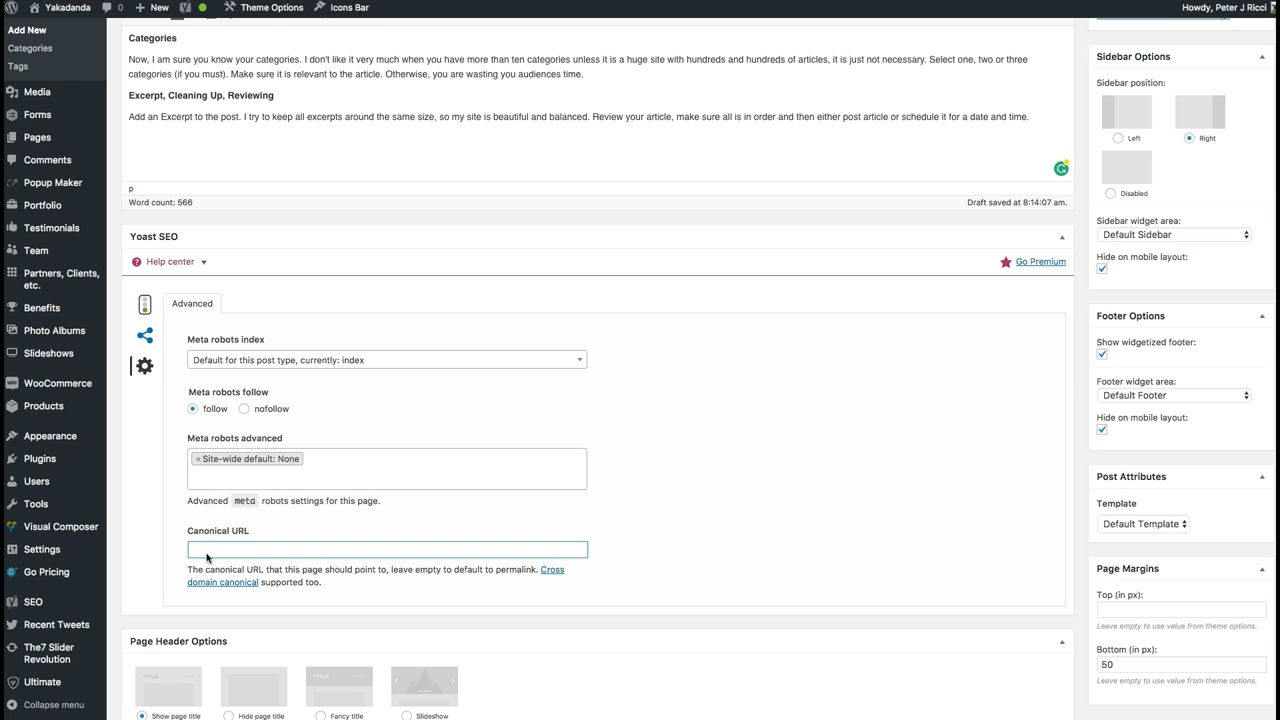 Yakadanda
0
New
Theme Options
Icons Bar
Howdy, Peter J Ricci
Add New
Categories
Tags
Media
Forms
Pages
Comments
Popup Maker
Portfolio
Testimonials
Team
Partners, Clients,
etc.
Benefits
Photo Albums
Slideshows
WooCommerce
Products
Appearance
Plugins
Users
Tools
Visual Composer
Settings
Go Pricing
SEO
Recent Tweets
The7 Slider
Revolution
Ultimate
Collapse menu
Categories
Now, I am sure you know your categories. I don't like it very much when you have more than ten categories unless it is a huge site with hundreds and hundreds of articles, it is just not necessary. Select one, two or three
categories (if you must). Make sure it is relevant to the article. Otherwise, you are wasting you audiences time.
Excerpt, Cleaning Up, Reviewing
Add an Excerpt to the post. I try to keep all excerpts around the same size, so my site is beautiful and balanced. Review your article, make sure all is in order and then either post article or schedule it for a date and time.
p
Word count: 566
Draft saved at 8:14:07 am.
Yoast SEO
Help center
Go Premium
Advanced
Meta robots index
Default for this post type, currently: index
Meta robots follow
follow
nofollow
Meta robots advanced
× Site-wide default: None
Advanced meta robots settings for this page.
Canonical URL
The canonical URL that this page should point to, leave empty to default to permalink. Cross
domain canonical supported too.
Page Header Options
TITLE
TITLE
Show page title
Hide page title
Fancy title
Slideshow
Sidebar Options
Sidebar position:
Left
Right
Disabled
Sidebar widget area:
Default Sidebar
Hide on mobile layout:
Footer Options
Show widgetized footer:
Footer widget area:
Default Footer
Hide on mobile layout:
Post Attributes
Template
Default Template
Page Margins
Top (in px):
Leave empty to use value from theme options.
Bottom (in px):
50
Leave empty to use value from theme options.